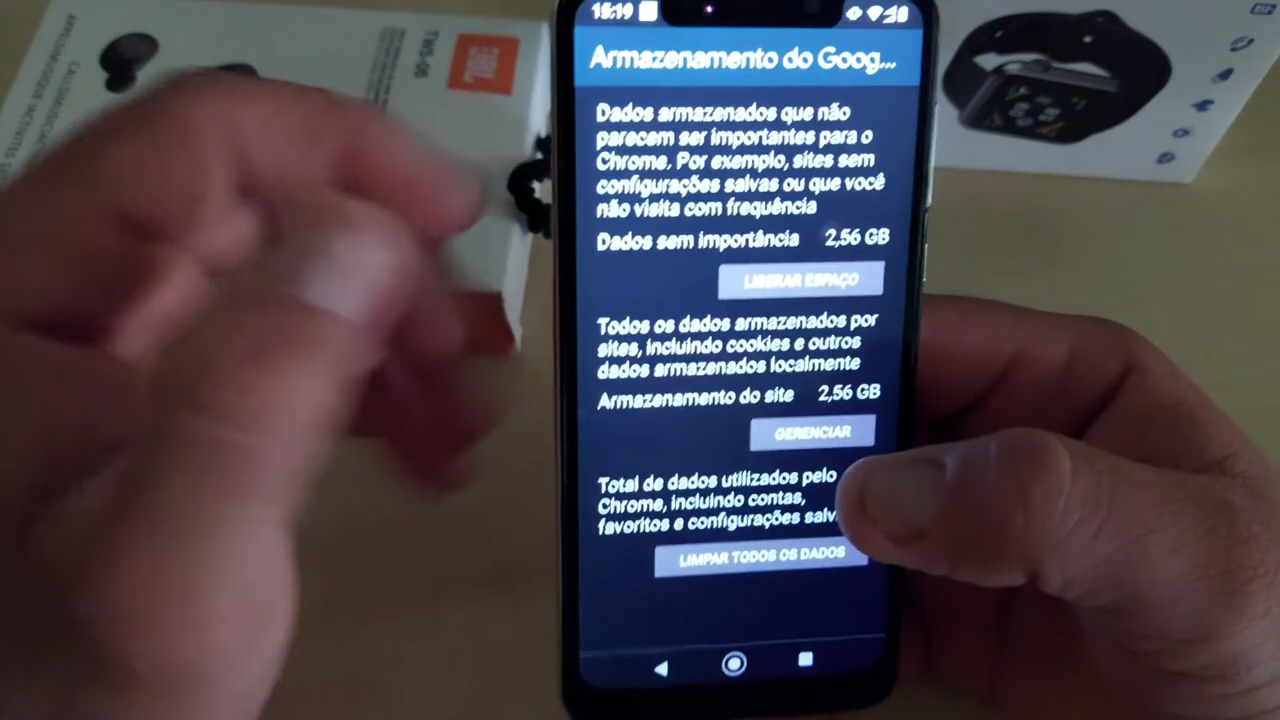 15:19
Armazenamento do Goog...
Dados armazenados que não
parecem ser importantes para o
Chrome. Por exemplo, sites sem
configurações salvas ou que você
não visita com frequência
Dados sem importância 2,56 GB
LIBERAR ESPAÇO
Todos os dados armazenados por
sites, incluindo cookies e outros
dados armazenados localmente
Armazenamento do site 2,56 GB
GERENCIAR
Total de dados utilizados pelo
Chrome, incluindo contas,
favoritos e configurações salv
LIMPAR TODOS OS DADOS
JBL
TWS-05